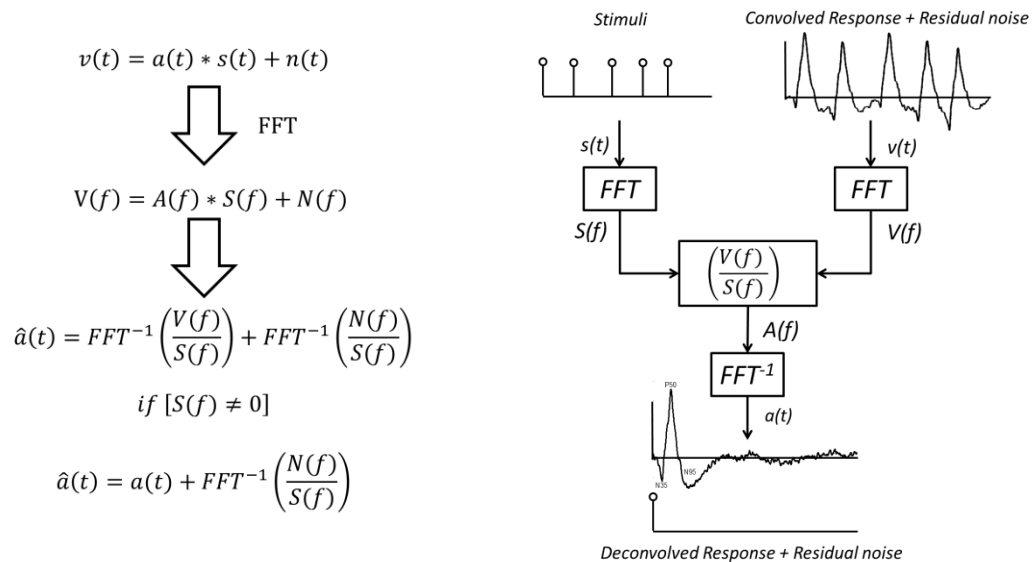 v(t) = a(t) * s(t) + n(t)
FFT
V(f) = A(f) * S(f) + N(f)
â(t) = FFT⁻¹(V(f)/S(f)) + FFT⁻¹(N(f)/S(f))
if [S(f) ≠ 0]
â(t) = a(t) + FFT⁻¹(N(f)/S(f))
Stimuli
Convolved Response + Residual noise
s(t)
v(t)
FFT
FFT
S(f)
V(f)
(V(f)/S(f))
A(f)
FFT⁻¹
a(t)
P50
N35
N95
Deconvolved Response + Residual noise